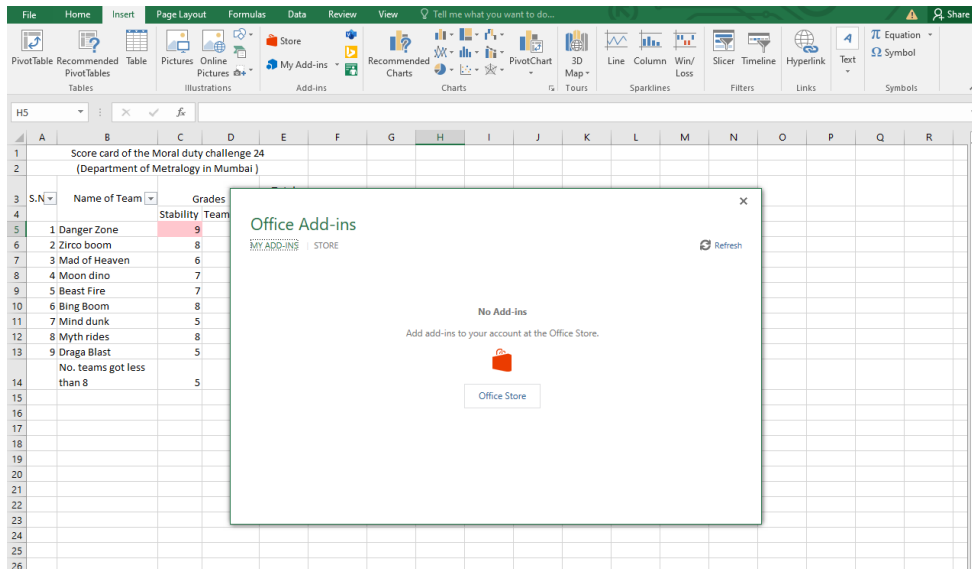 File Home Insert Page Layout Formulas Data Review View Tell me what you want to do... Share
PivotTable Recommended PivotTables Table Pictures Online Pictures Store My Add-ins Recommended Charts PivotChart 3D Map Line Column Win/Loss Slicer Timeline Hyperlink Text π Equation Ω Symbol
Tables Illustrations Add-ins Charts Tours Sparklines Filters Links Symbols
H5 fx
A B C D E F G H I J K L M N O P Q R
1 Score card of the Moral duty challenge 24
2 (Department of Metralogy in Mumbai )
3 S.N Name of Team Grades
4 Stability Team
5 1 Danger Zone 9
6 2 Zirco boom 8
7 3 Mad of Heaven 6
8 4 Moon dino 7
9 5 Beast Fire 7
10 6 Bing Boom 8
11 7 Mind dunk 5
12 8 Myth rides 8
13 9 Draga Blast 5
No. teams got less
14 than 8 5
15
16
17
18
19
20
21
22
23
24
25
26
Office Add-ins
MY ADD-INS STORE Refresh
No Add-ins
Add add-ins to your account at the Office Store.
Office Store